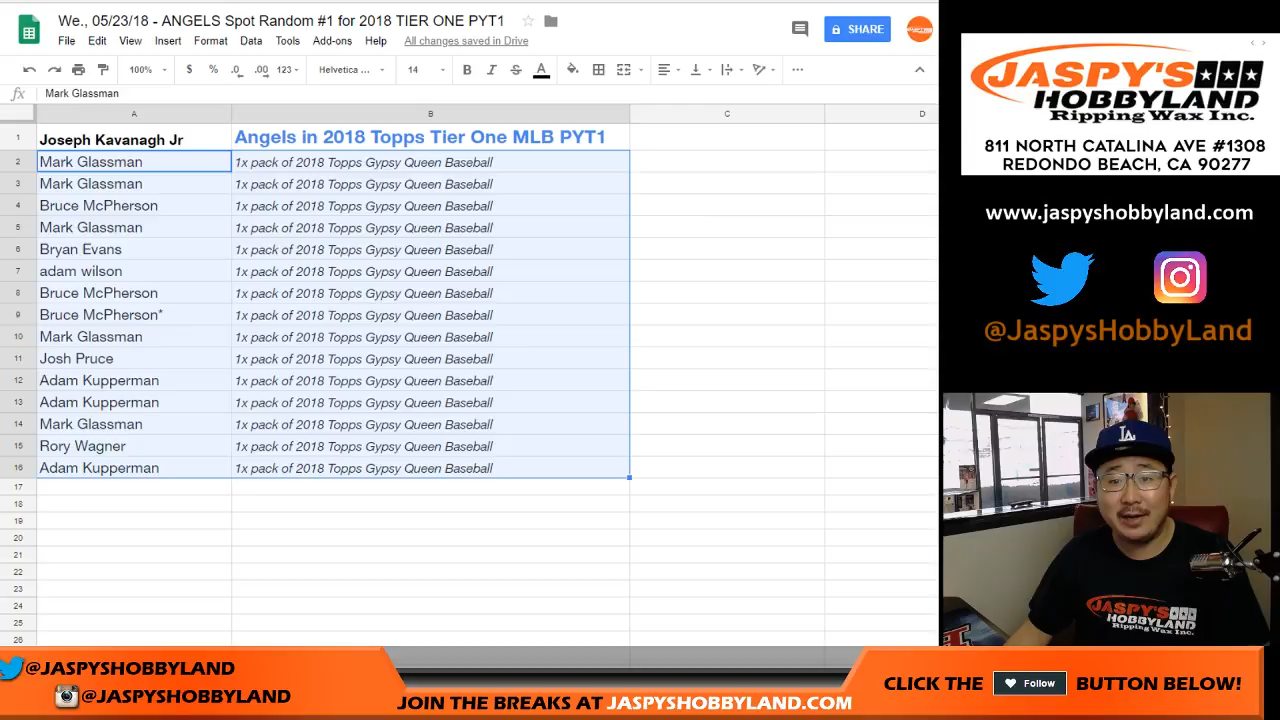 We., 05/23/18 - ANGELS Spot Random #1 for 2018 TIER ONE PYT1
File Edit View Insert Format Data Tools Add-ons Help All changes saved in Drive
SHARE
100% $ % .0 .00 123 Helvetica ... 14 B I S A
fx Mark Glassman
A B C D
1 Joseph Kavanagh Jr Angels in 2018 Topps Tier One MLB PYT1
2 Mark Glassman 1x pack of 2018 Topps Gypsy Queen Baseball
3 Mark Glassman 1x pack of 2018 Topps Gypsy Queen Baseball
4 Bruce McPherson 1x pack of 2018 Topps Gypsy Queen Baseball
5 Mark Glassman 1x pack of 2018 Topps Gypsy Queen Baseball
6 Bryan Evans 1x pack of 2018 Topps Gypsy Queen Baseball
7 adam wilson 1x pack of 2018 Topps Gypsy Queen Baseball
8 Bruce McPherson 1x pack of 2018 Topps Gypsy Queen Baseball
9 Bruce McPherson* 1x pack of 2018 Topps Gypsy Queen Baseball
10 Mark Glassman 1x pack of 2018 Topps Gypsy Queen Baseball
11 Josh Pruce 1x pack of 2018 Topps Gypsy Queen Baseball
12 Adam Kupperman 1x pack of 2018 Topps Gypsy Queen Baseball
13 Adam Kupperman 1x pack of 2018 Topps Gypsy Queen Baseball
14 Mark Glassman 1x pack of 2018 Topps Gypsy Queen Baseball
15 Rory Wagner 1x pack of 2018 Topps Gypsy Queen Baseball
16 Adam Kupperman 1x pack of 2018 Topps Gypsy Queen Baseball
17
18
19
20
21
22
23
24
25
26
JASPY'S
HOBBYLAND
Ripping Wax Inc.
811 NORTH CATALINA AVE #1308
REDONDO BEACH, CA 90277
www.jaspyshobbyland.com
@JaspysHobbyLand
LA
JASPY'S
HOBBYLAND
Ripping Wax Inc.
@JASPYSHOBBYLAND
@JASPYSHOBBYLAND
JOIN THE BREAKS AT JASPYSHOBBYLAND.COM
CLICK THE Follow BUTTON BELOW!